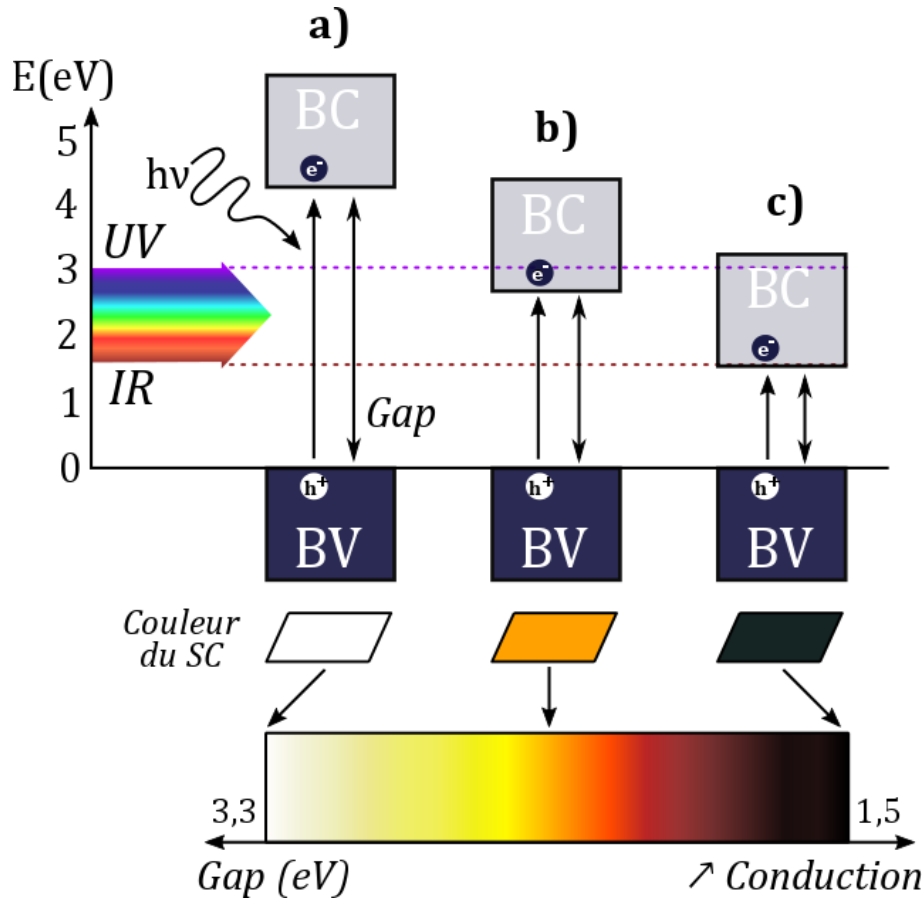 a)
E(eV)
BC
b)
5
e-
hν
4
BC
c)
UV
3
e-
BC
2
e-
IR
1
Gap
0
h+
h+
h+
BV
BV
BV
Couleur
du SC
3,3
1,5
Gap (eV)
↗ Conduction